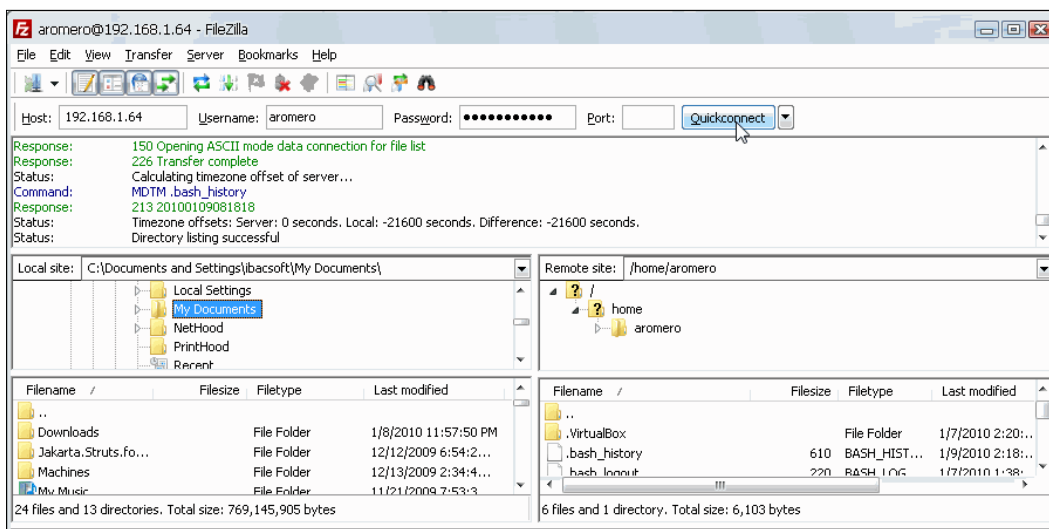 aromero@192.168.1.64 - FileZilla
File Edit View Transfer Server Bookmarks Help
Host: 192.168.1.64 Username: aromero Password: ●●●●●●●●●●● Port: Quickconnect
Response: 150 Opening ASCII mode data connection for file list
Response: 226 Transfer complete
Status: Calculating timezone offset of server...
Command: MDTM .bash_history
Response: 213 20100109081818
Status: Timezone offsets: Server: 0 seconds. Local: -21600 seconds. Difference: -21600 seconds.
Status: Directory listing successful
Local site: C:\Documents and Settings\ibacsoft\My Documents\
Local Settings
My Documents
NetHood
PrintHood
Recent
Remote site: /home/aromero
/
home
aromero
Filename / Filesize Filetype Last modified
..
Downloads File Folder 1/8/2010 11:57:50 PM
Jakarta.Struts.fo... File Folder 12/12/2009 6:54:2...
Machines File Folder 12/13/2009 2:34:4...
My Music File Folder 11/21/2009 7:53:3
24 files and 13 directories. Total size: 769,145,905 bytes
Filename / Filesize Filetype Last modified
..
.VirtualBox File Folder 1/7/2010 2:20:..
.bash_history 610 BASH_HIST... 1/9/2010 2:18:..
.bash_logout 220 BASH_LOG 1/7/2010 1:38:
6 files and 1 directory. Total size: 6,103 bytes